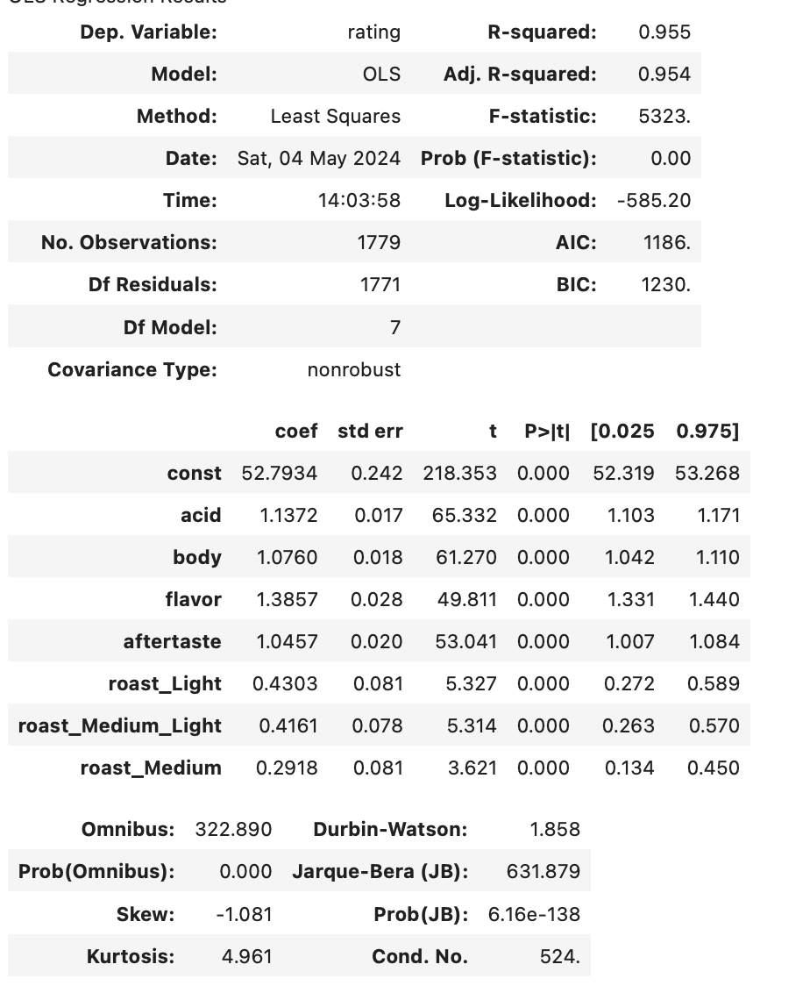 OLS Regression Results
Dep. Variable: rating R-squared: 0.955
Model: OLS Adj. R-squared: 0.954
Method: Least Squares F-statistic: 5323.
Date: Sat, 04 May 2024 Prob (F-statistic): 0.00
Time: 14:03:58 Log-Likelihood: -585.20
No. Observations: 1779 AIC: 1186.
Df Residuals: 1771 BIC: 1230.
Df Model: 7
Covariance Type: nonrobust
coef std err t P>|t| [0.025 0.975]
const 52.7934 0.242 218.353 0.000 52.319 53.268
acid 1.1372 0.017 65.332 0.000 1.103 1.171
body 1.0760 0.018 61.270 0.000 1.042 1.110
flavor 1.3857 0.028 49.811 0.000 1.331 1.440
aftertaste 1.0457 0.020 53.041 0.000 1.007 1.084
roast_Light 0.4303 0.081 5.327 0.000 0.272 0.589
roast_Medium_Light 0.4161 0.078 5.314 0.000 0.263 0.570
roast_Medium 0.2918 0.081 3.621 0.000 0.134 0.450
Omnibus: 322.890 Durbin-Watson: 1.858
Prob(Omnibus): 0.000 Jarque-Bera (JB): 631.879
Skew: -1.081 Prob(JB): 6.16e-138
Kurtosis: 4.961 Cond. No. 524.